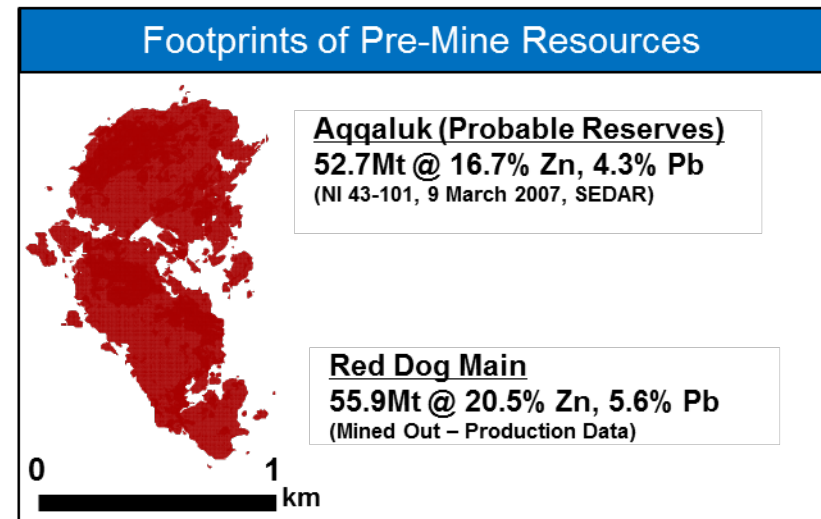 Footprints of Pre-Mine Resources
Aqqaluk (Probable Reserves)
52.7Mt @ 16.7% Zn, 4.3% Pb
(NI 43-101, 9 March 2007, SEDAR)
Red Dog Main
55.9Mt @ 20.5% Zn, 5.6% Pb
(Mined Out – Production Data)
0 1
km